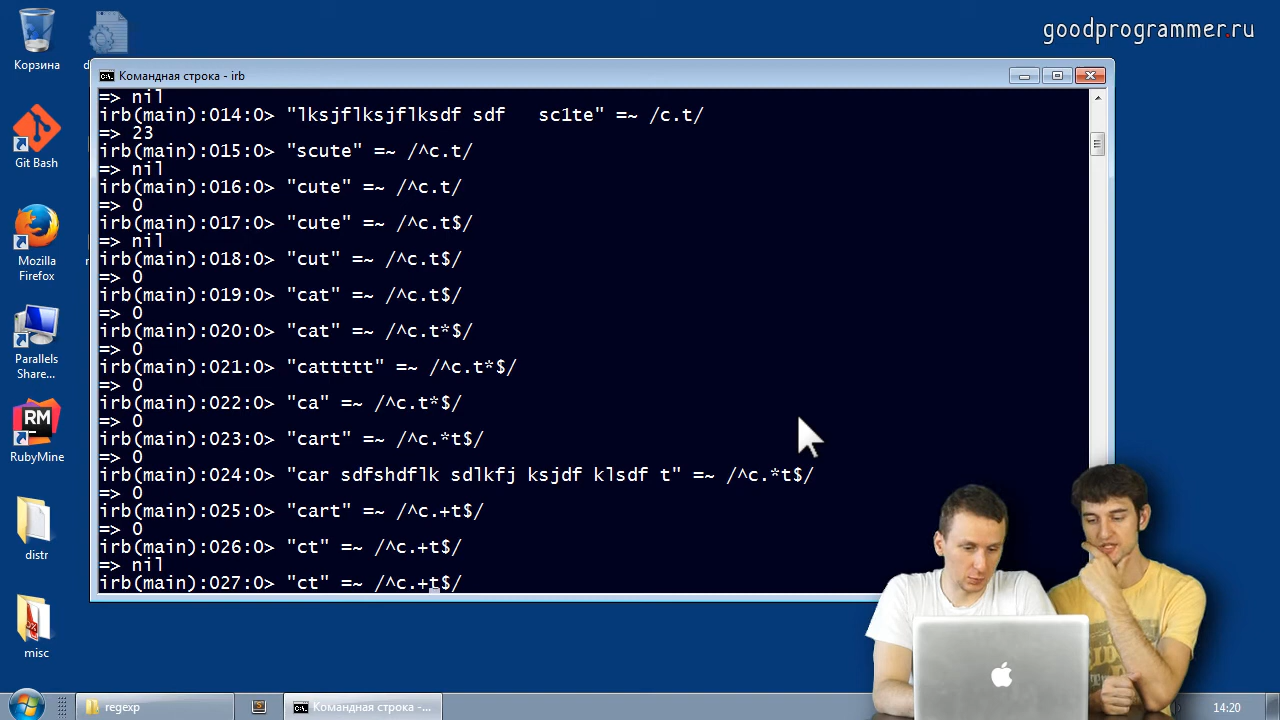 goodprogrammer.ru
Корзина
Git Bash
Mozilla
Firefox
Parallels
Share...
RubyMine
distr
misc
Командная строка - irb
=> nil
irb(main):014:0> "lksjflksjflksdf sdf   sc1te" =~ /c.t/
=> 23
irb(main):015:0> "scute" =~ /^c.t/
=> nil
irb(main):016:0> "cute" =~ /^c.t/
=> 0
irb(main):017:0> "cute" =~ /^c.t$/
=> nil
irb(main):018:0> "cut" =~ /^c.t$/
=> 0
irb(main):019:0> "cat" =~ /^c.t$/
=> 0
irb(main):020:0> "cat" =~ /^c.t*$/
=> 0
irb(main):021:0> "cattttt" =~ /^c.t*$/
=> 0
irb(main):022:0> "ca" =~ /^c.t*$/
=> 0
irb(main):023:0> "cart" =~ /^c.*t$/
=> 0
irb(main):024:0> "car sdfshdflk sdlkfj ksjdf klsdf t" =~ /^c.*t$/
=> 0
irb(main):025:0> "cart" =~ /^c.+t$/
=> 0
irb(main):026:0> "ct" =~ /^c.+t$/
=> nil
irb(main):027:0> "ct" =~ /^c.+t$/
regexp
Командная строка -...
14:20